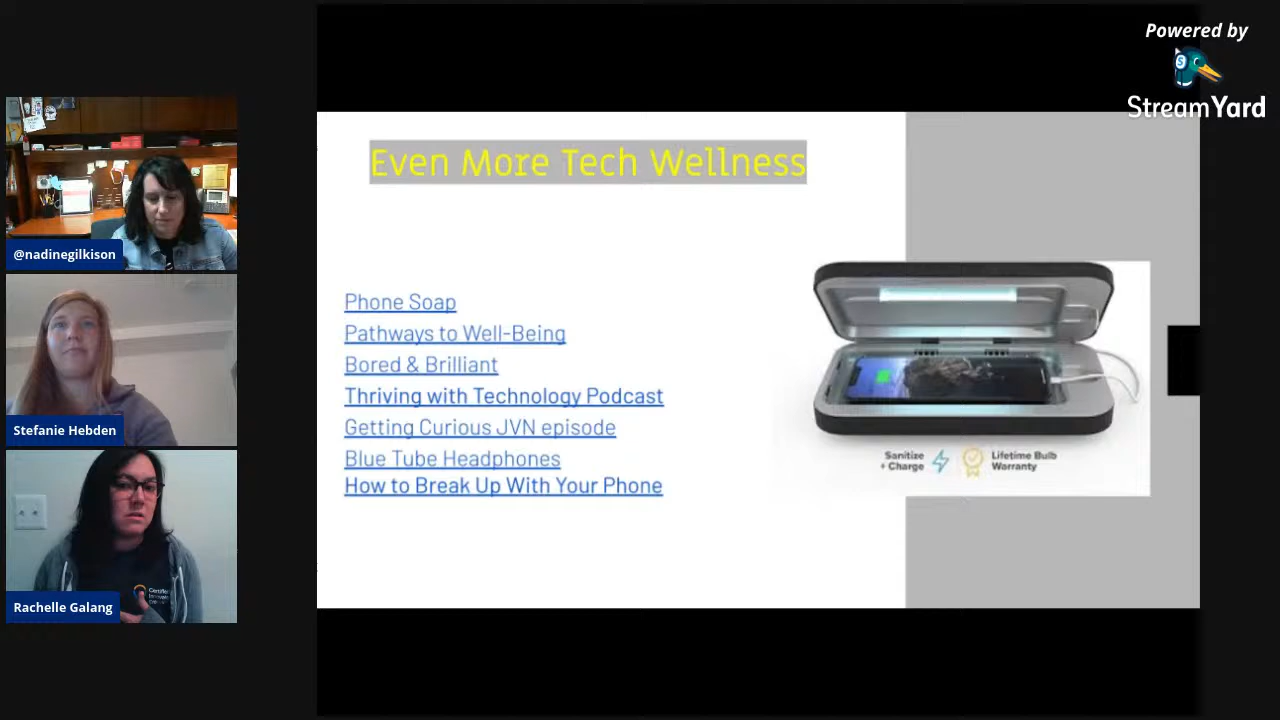 Powered by
StreamYard
Even More Tech Wellness
Phone Soap
Pathways to Well-Being
Bored & Brilliant
Thriving with Technology Podcast
Getting Curious JVN episode
Blue Tube Headphones
How to Break Up With Your Phone
Sanitize
+ Charge
Lifetime Bulb
Warranty
@nadinegilkison
Stefanie Hebden
Rachelle Galang